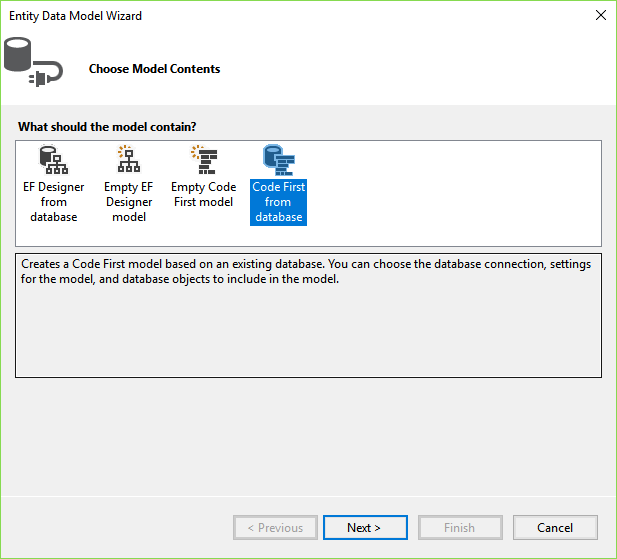 Entity Data Model Wizard
Choose Model Contents
What should the model contain?
EF Designer
from
database
Empty EF
Designer
model
Empty Code
First model
Code First
from
database
Creates a Code First model based on an existing database. You can choose the database connection, settings
for the model, and database objects to include in the model.
< Previous
Next >
Finish
Cancel